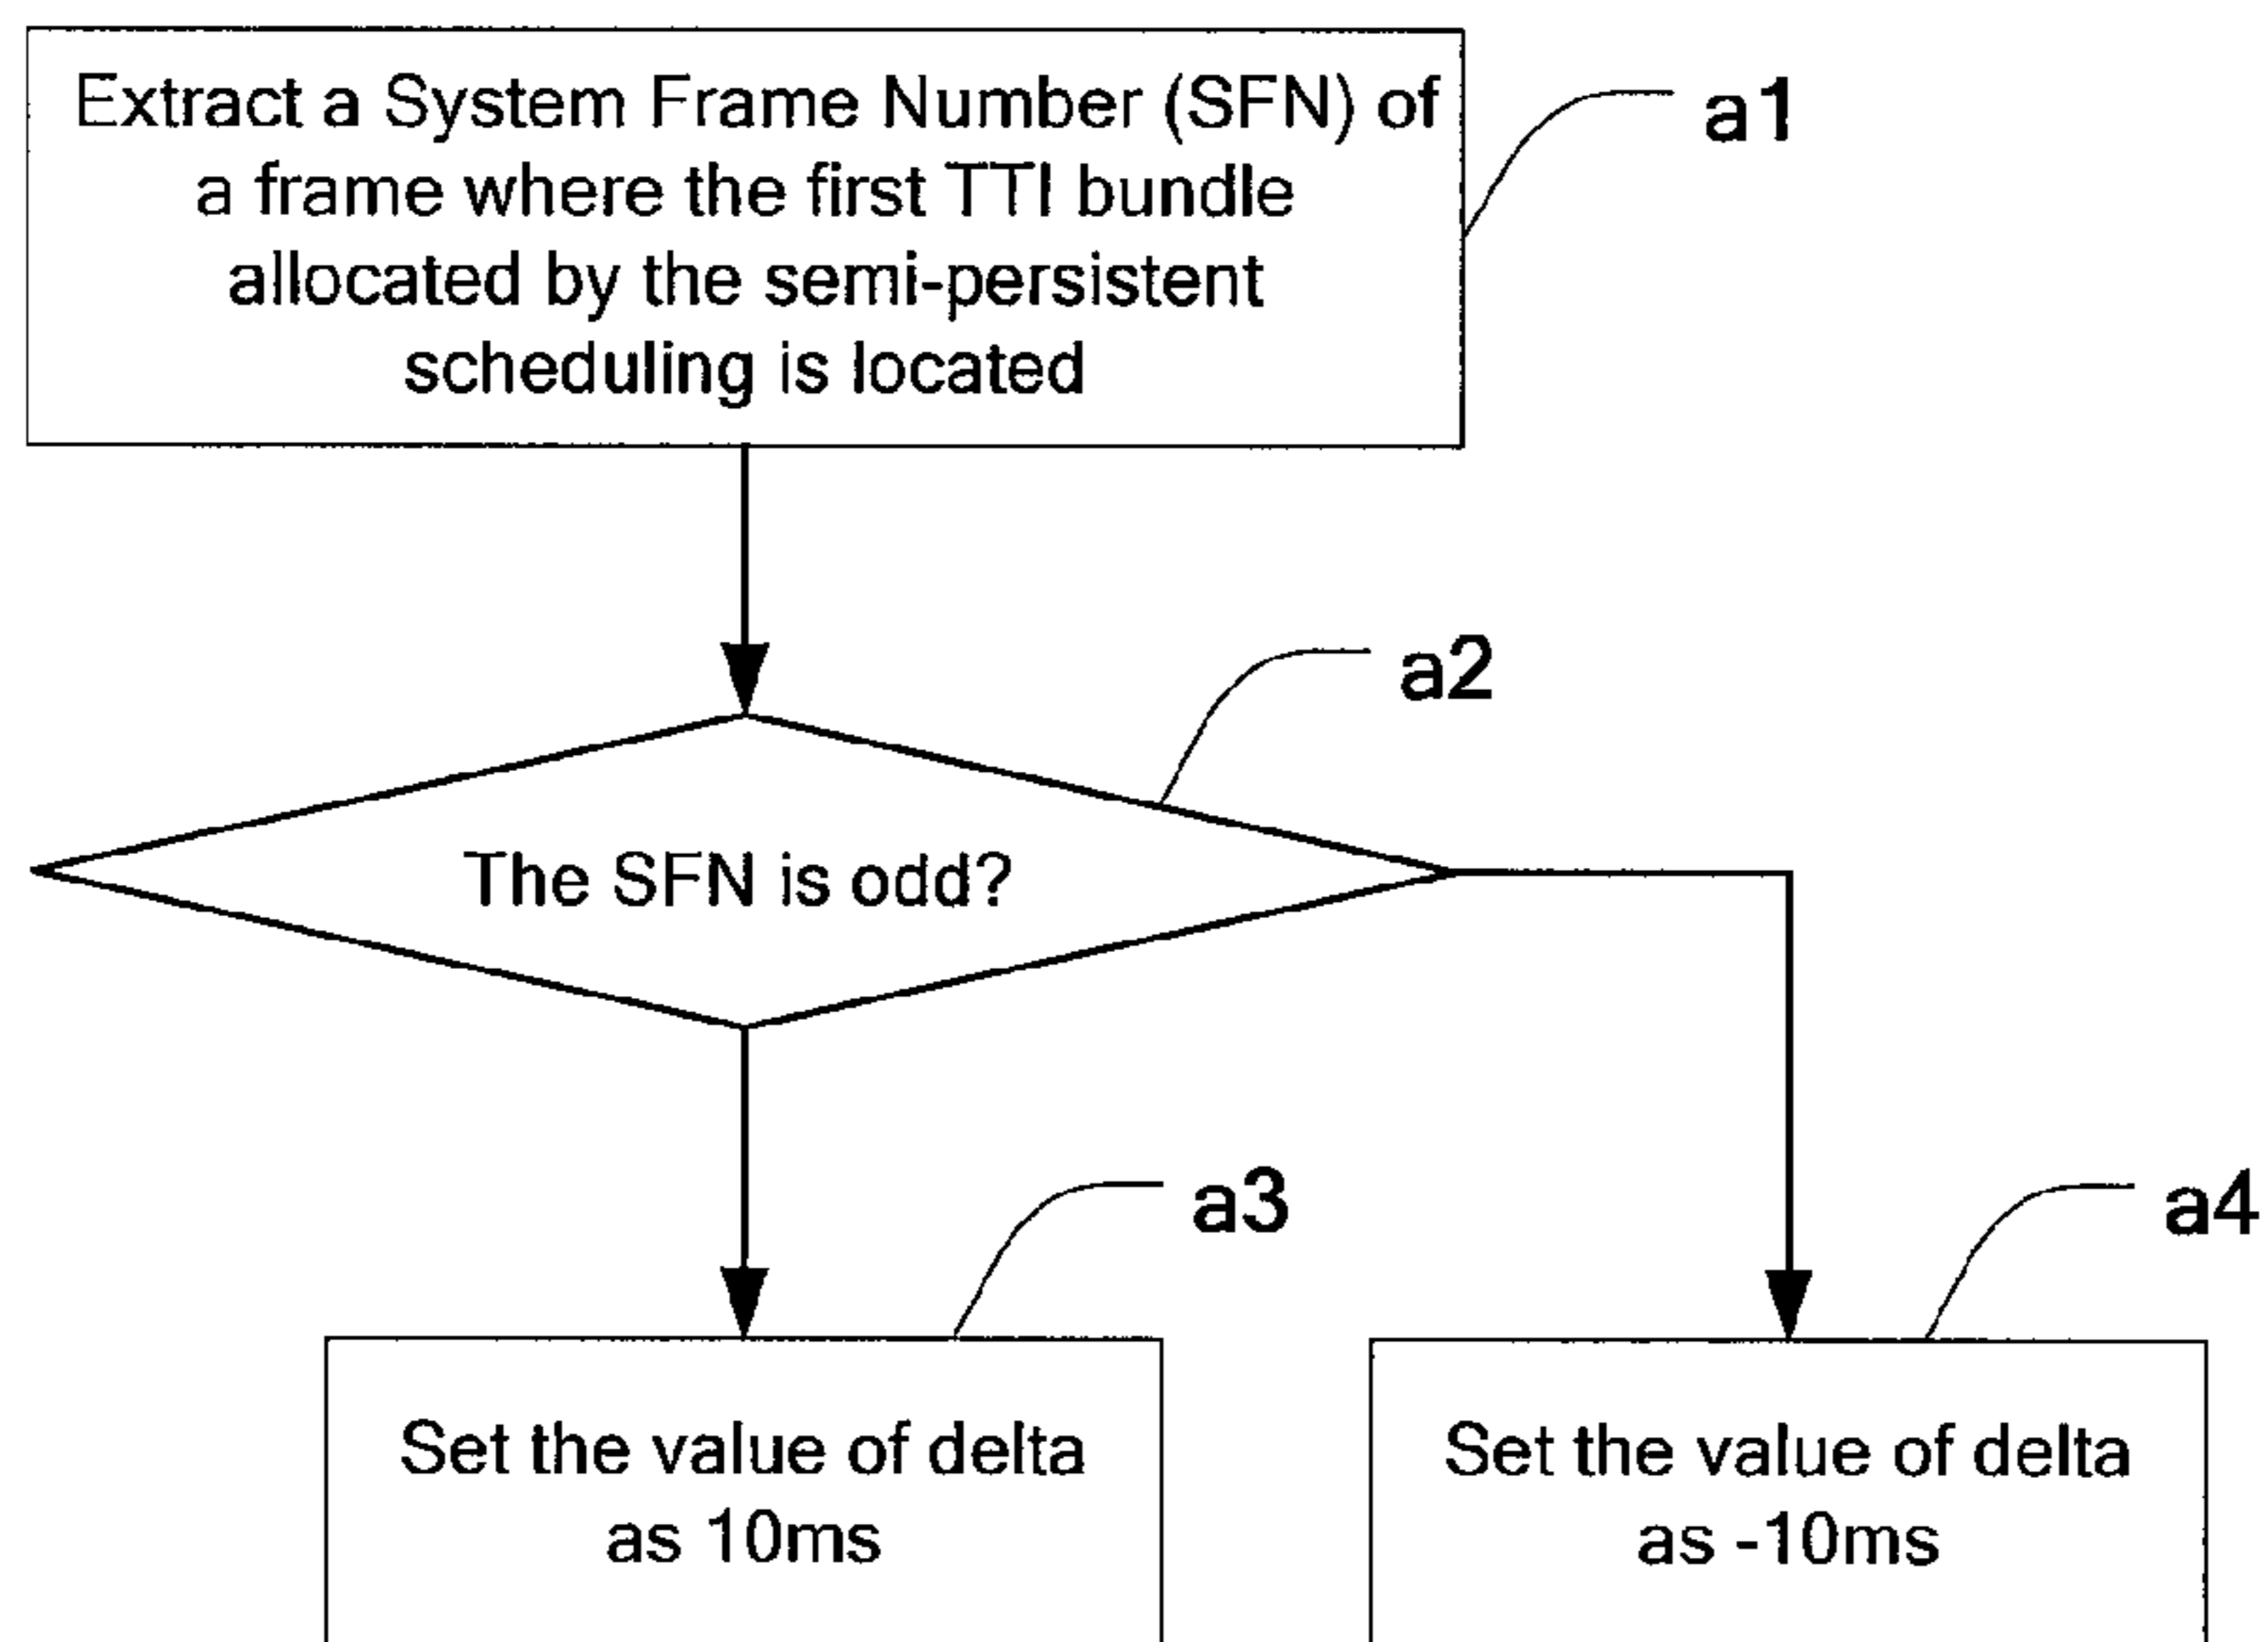 Extract a System Frame Number (SFN) of
a frame where the first TTI bundle
allocated by the semi-persistent
scheduling is located
a1
a2
The SFN is odd?
a3
a4
Set the value of delta
as 10ms
Set the value of delta
as -10ms